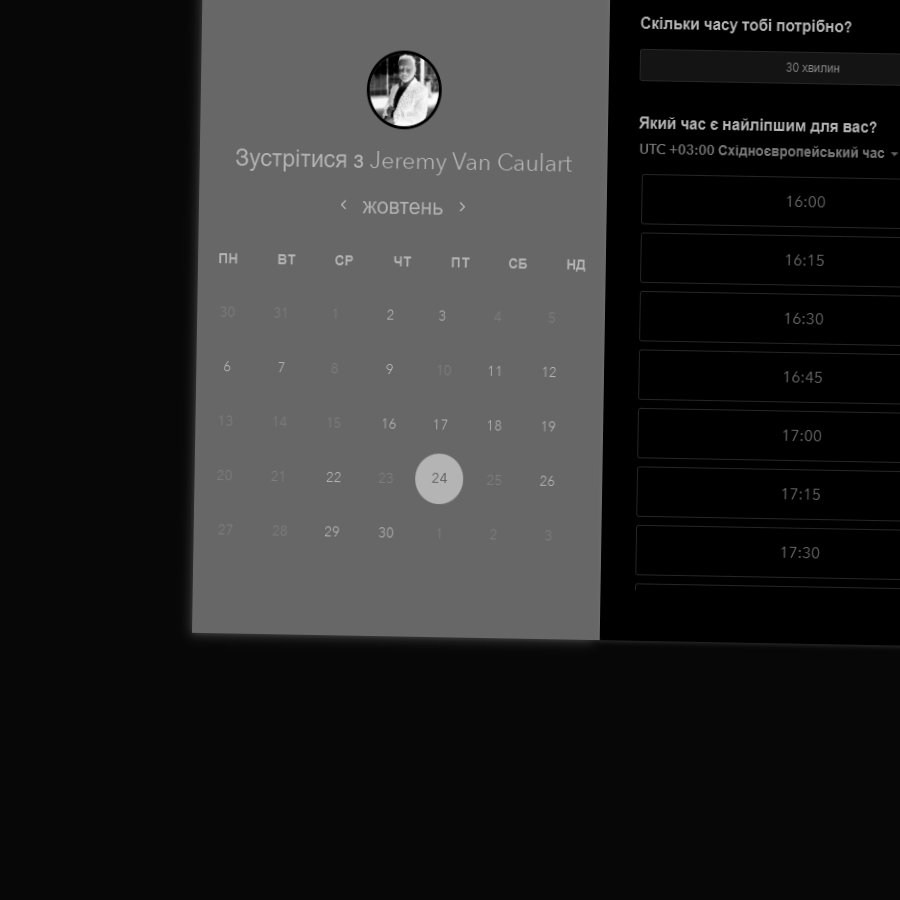 Зустрітися з Jeremy Van Caulart
жовтень
ПН ВТ СР ЧТ ПТ СБ НД
30 31 1 2 3 4 5
6 7 8 9 10 11 12
13 14 15 16 17 18 19
20 21 22 23 24 25 26
27 28 29 30 1 2 3
Скільки часу тобі потрібно?
30 хвилин
Який час є найліпшим для вас?
UTC +03:00 Східноєвропейський час
16:00
16:15
16:30
16:45
17:00
17:15
17:30